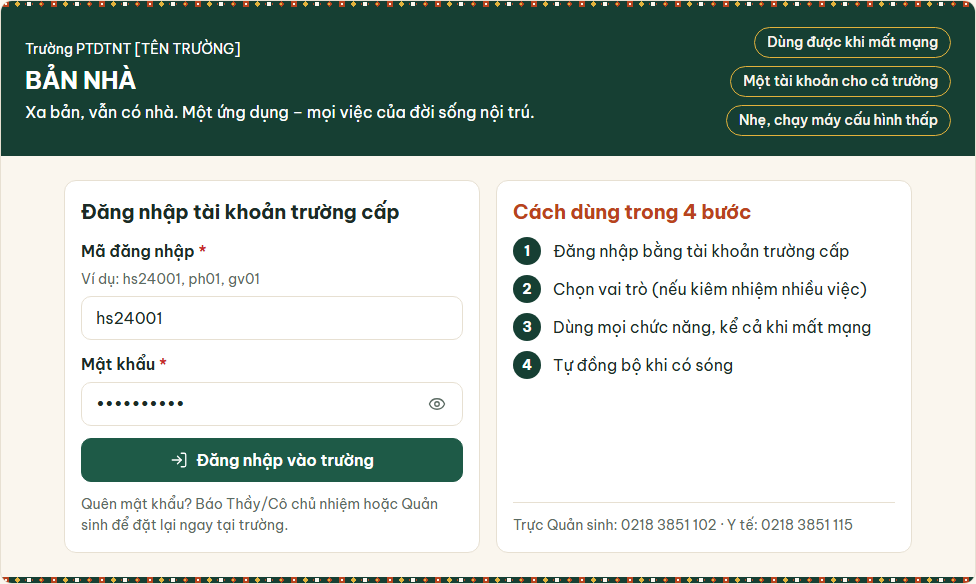 Trường PTDTNT [TÊN TRƯỜNG]
BẢN NHÀ
Xa bản, vẫn có nhà. Một ứng dụng – mọi việc của đời sống nội trú.
Dùng được khi mất mạng
Một tài khoản cho cả trường
Nhẹ, chạy máy cấu hình thấp
Đăng nhập tài khoản trường cấp
Mã đăng nhập *
Ví dụ: hs24001, ph01, gv01
hs24001
Mật khẩu *
••••••••••
Đăng nhập vào trường
Quên mật khẩu? Báo Thầy/Cô chủ nhiệm hoặc Quản
sinh để đặt lại ngay tại trường.
Cách dùng trong 4 bước
1 Đăng nhập bằng tài khoản trường cấp
2 Chọn vai trò (nếu kiêm nhiệm nhiều việc)
3 Dùng mọi chức năng, kể cả khi mất mạng
4 Tự đồng bộ khi có sóng
Trực Quản sinh: 0218 3851 102 · Y tế: 0218 3851 115